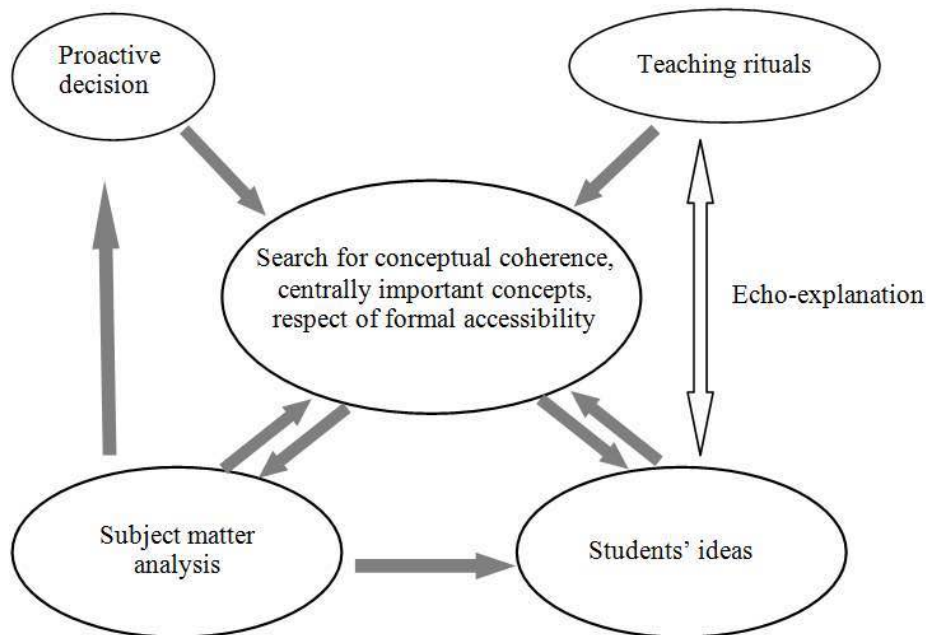 Proactive
decision
Teaching rituals
Search for conceptual coherence,
centrally important concepts,
respect of formal accessibility
Echo-explanation
Subject matter
analysis
Students’ ideas